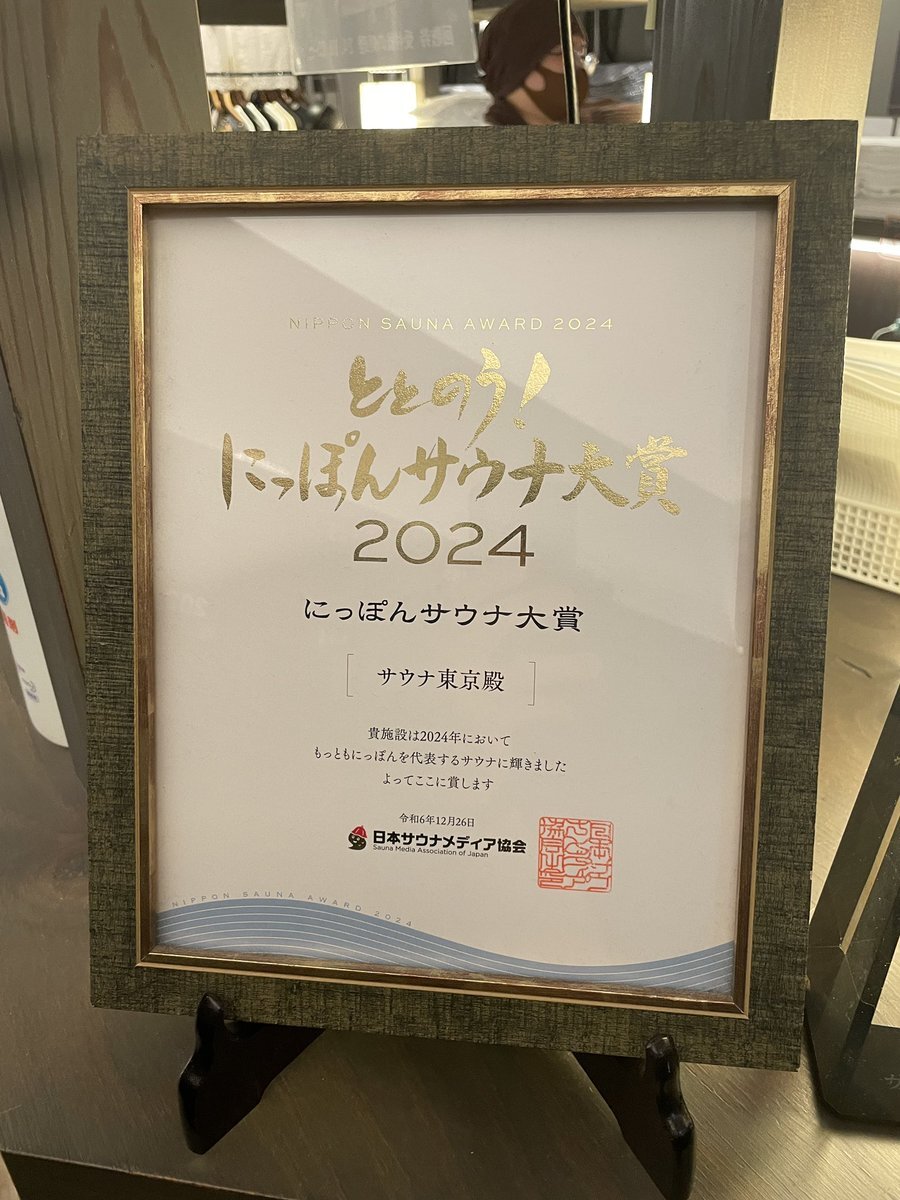 NIPPON SAUNA AWARD 2024
ととのう!
にっぽんサウナ大賞
2024
にっぽんサウナ大賞
サウナ東京殿
貴施設は2024年において
もっともにっぽんを代表するサウナに輝きました
よってここに賞します
令和6年12月26日
日本サウナメディア協会
Sauna Media Association of Japan
NIPPON SAUNA AWARD 2024